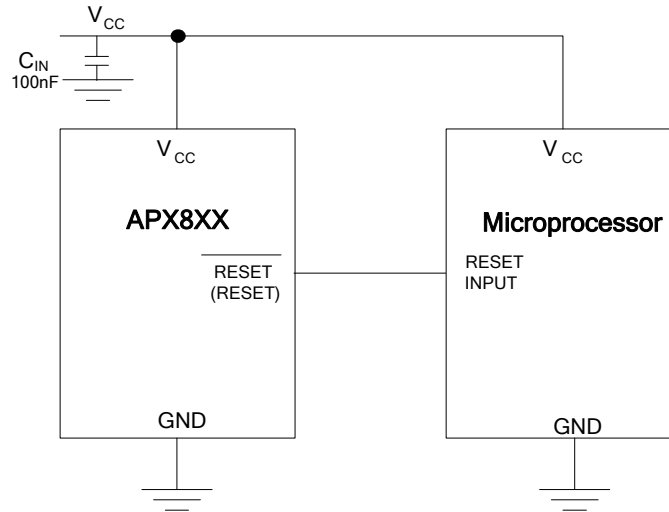 VCC
CIN
100nF
VCC
APX8XX
RESET
(RESET)
GND
VCC
Microprocessor
RESET
INPUT
GND